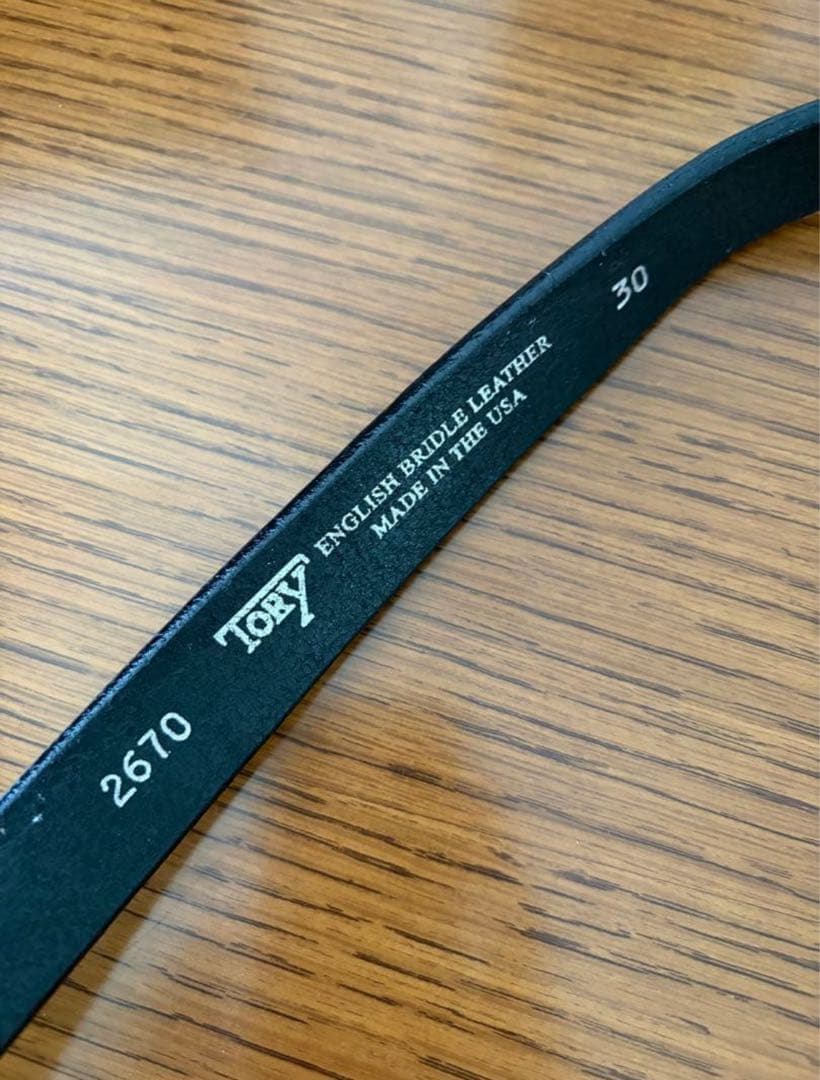 2670
TORY
ENGLISH BRIDLE LEATHER
MADE IN THE USA
30